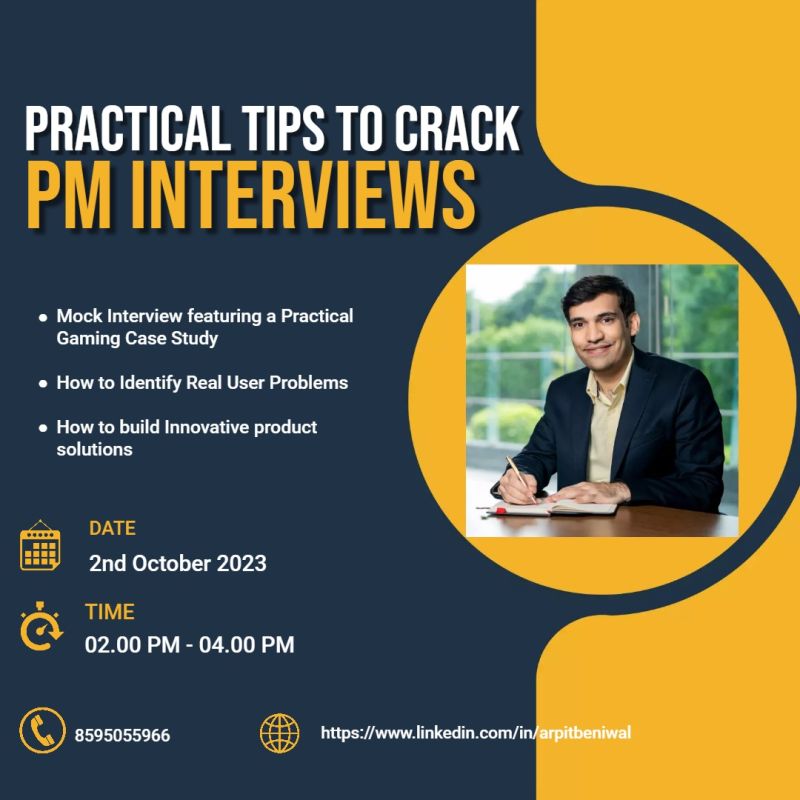 PRACTICAL TIPS TO CRACK
PM INTERVIEWS
• Mock Interview featuring a Practical
Gaming Case Study
• How to Identify Real User Problems
• How to build Innovative product
solutions
DATE
2nd October 2023
TIME
02.00 PM - 04.00 PM
8595055966
https://www.linkedin.com/in/arpitbeniwal